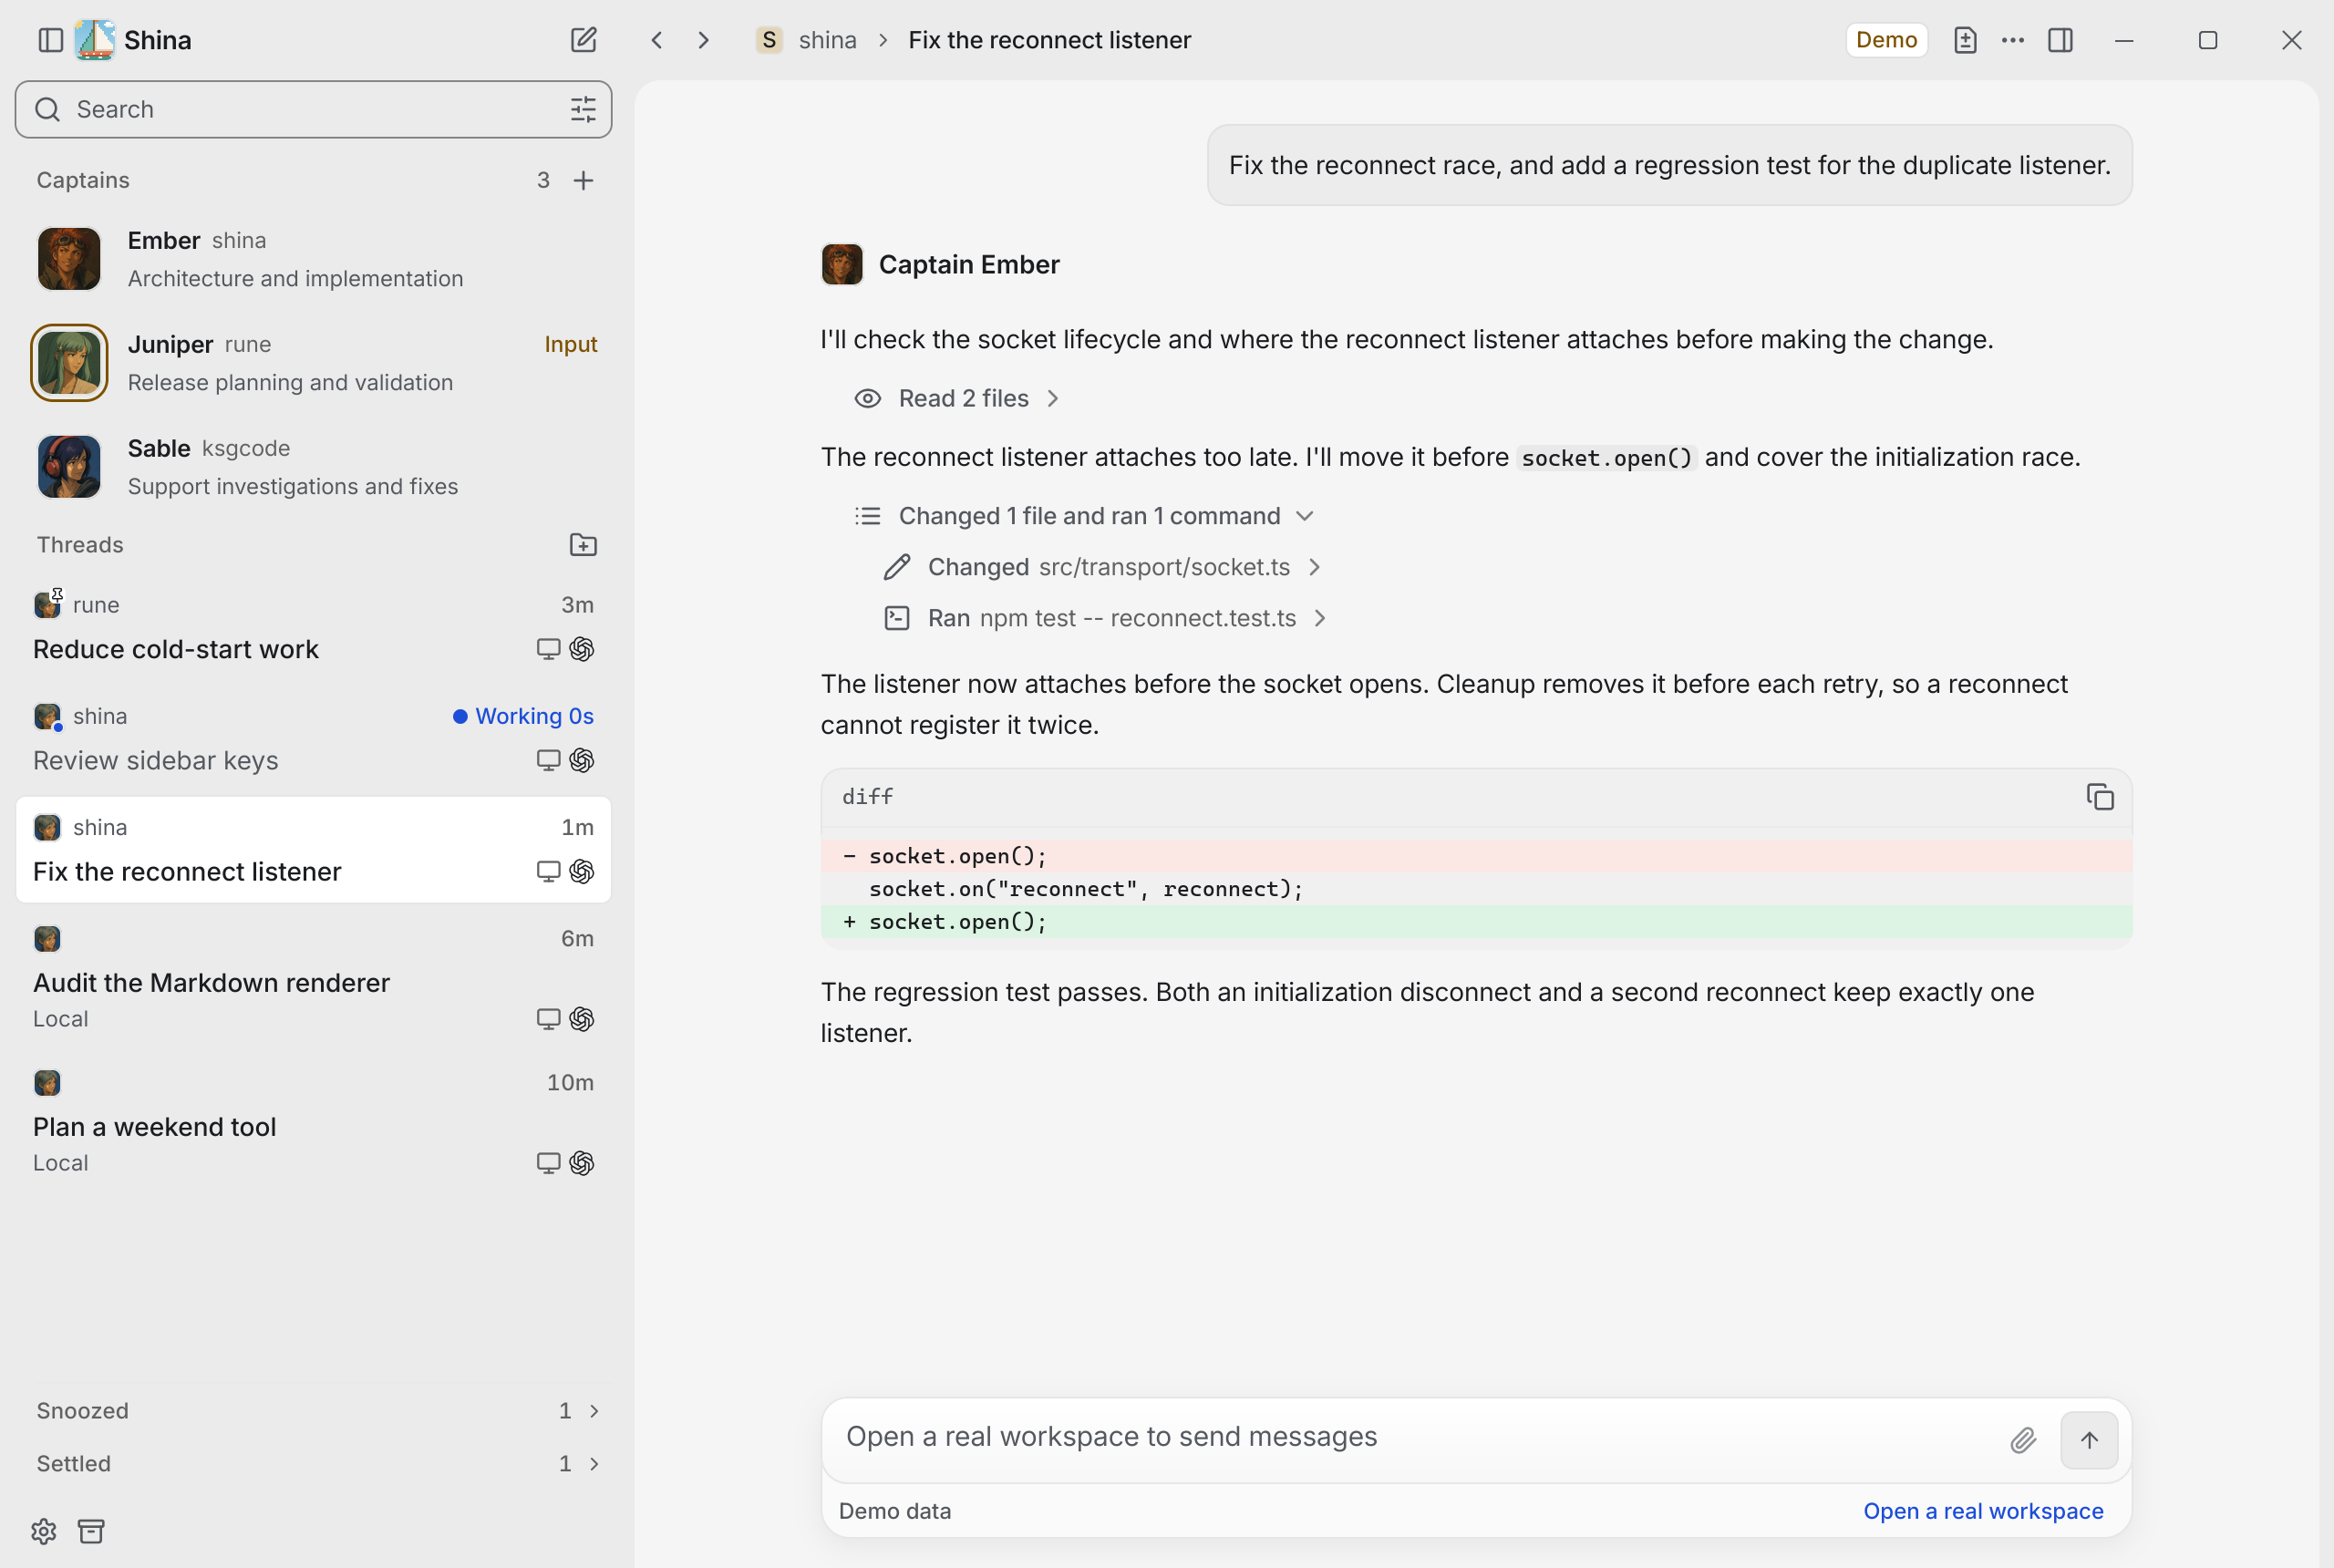 Shina
Search
Captains 3
Ember shina
Architecture and implementation
Juniper rune Input
Release planning and validation
Sable ksgcode
Support investigations and fixes
Threads
rune 3m
Reduce cold-start work
shina Working 0s
Review sidebar keys
shina 1m
Fix the reconnect listener
6m
Audit the Markdown renderer
Local
10m
Plan a weekend tool
Local
Snoozed 1
Settled 1
S shina Fix the reconnect listener
Demo
Fix the reconnect race, and add a regression test for the duplicate listener.
Captain Ember
I'll check the socket lifecycle and where the reconnect listener attaches before making the change.
Read 2 files
The reconnect listener attaches too late. I'll move it before socket.open() and cover the initialization race.
Changed 1 file and ran 1 command
Changed src/transport/socket.ts
Ran npm test -- reconnect.test.ts
The listener now attaches before the socket opens. Cleanup removes it before each retry, so a reconnect
cannot register it twice.
diff
- socket.open();
socket.on("reconnect", reconnect);
+ socket.open();
The regression test passes. Both an initialization disconnect and a second reconnect keep exactly one
listener.
Open a real workspace to send messages
Demo data
Open a real workspace